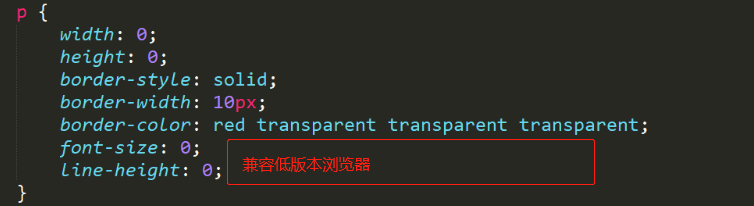 p {
width: 0;
height: 0;
border-style: solid;
border-width: 10px;
border-color: red transparent transparent transparent;
font-size: 0;
line-height: 0;
兼容低版本浏览器
}